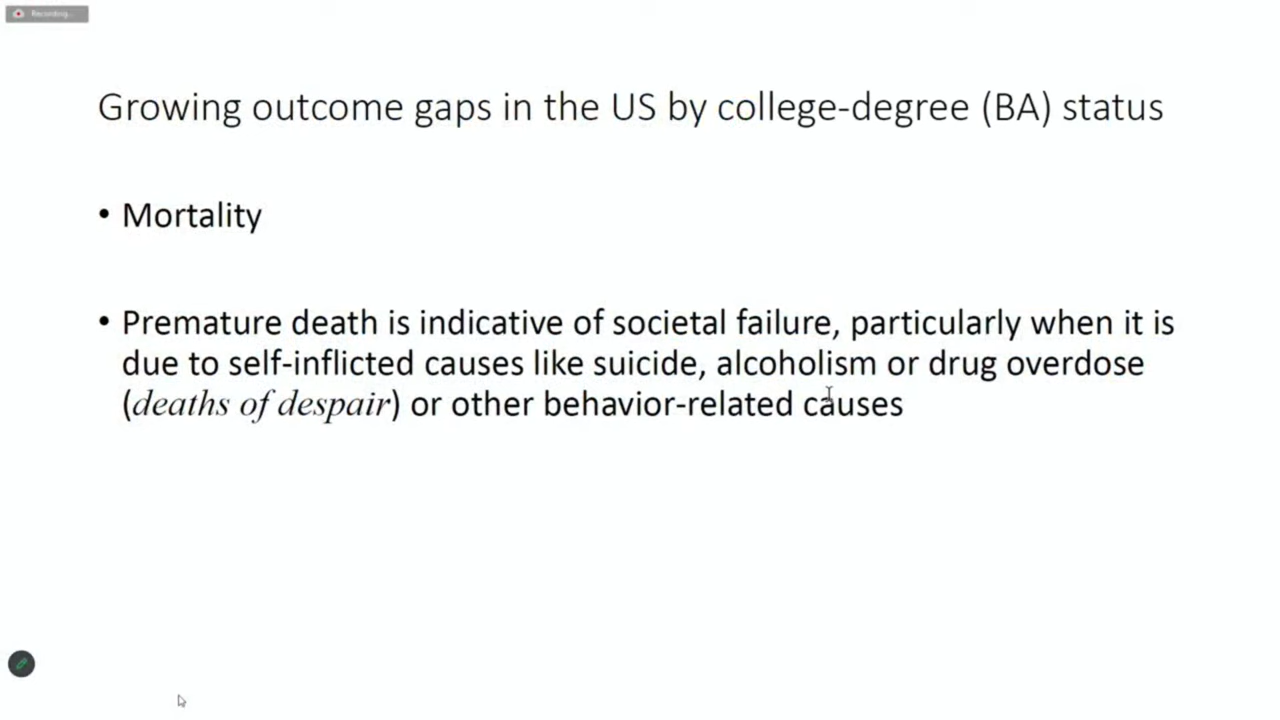 Recording...
Growing outcome gaps in the US by college-degree (BA) status
• Mortality
• Premature death is indicative of societal failure, particularly when it is
due to self-inflicted causes like suicide, alcoholism or drug overdose
(deaths of despair) or other behavior-related causes